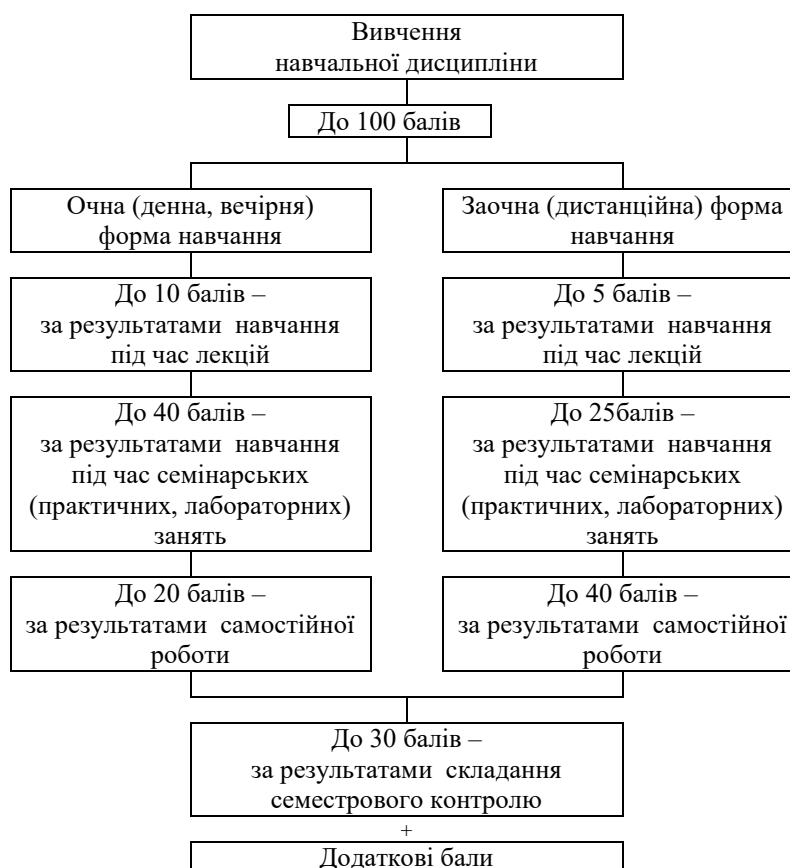 Вивчення
навчальної дисципліни
До 100 балів
Очна (денна, вечірня)
форма навчання
Заочна (дистанційна) форма
навчання
До 10 балів –
за результатами навчання
під час лекцій
До 5 балів –
за результатами навчання
під час лекцій
До 40 балів –
за результатами навчання
під час семінарських
(практичних, лабораторних)
занять
До 25балів –
за результатами навчання
під час семінарських
(практичних, лабораторних)
занять
До 20 балів –
за результатами самостійної
роботи
До 40 балів –
за результатами самостійної
роботи
До 30 балів –
за результатами складання
семестрового контролю
+
Додаткові бали